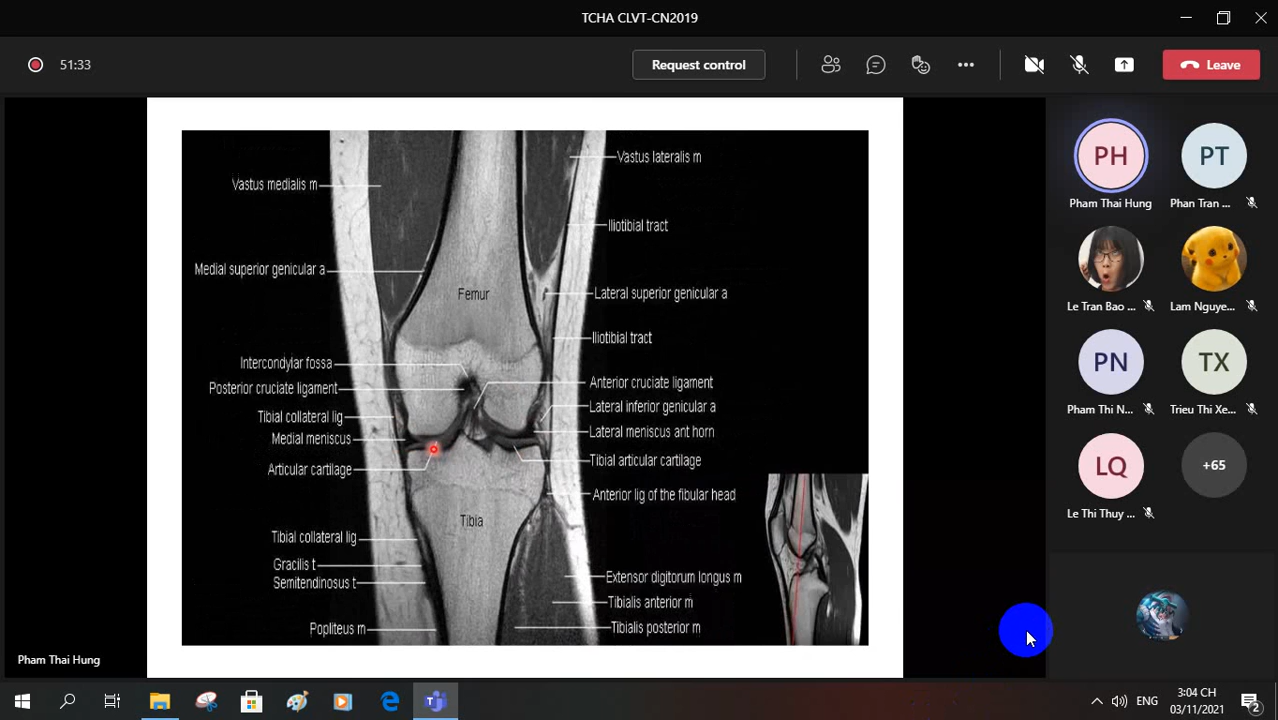 TCHA CLVT-CN2019
51:33
Request control
Leave
Vastus medialis m
Medial superior genicular a
Intercondylar fossa
Posterior cruciate ligament
Tibial collateral lig
Medial meniscus
Articular cartilage
Tibial collateral lig
Gracilis t
Semitendinosus t
Popliteus m
Femur
Tibia
Vastus lateralis m
Iliotibial tract
Lateral superior genicular a
Iliotibial tract
Anterior cruciate ligament
Lateral inferior genicular a
Lateral meniscus ant horn
Tibial articular cartilage
Anterior lig of the fibular head
Extensor digitorum longus m
Tibialis anterior m
Tibialis posterior m
Pham Thai Hung
PH
PT
Pham Thai Hung
Phan Tran ...
Le Tran Bao ...
Lam Nguye...
PN
TX
Pham Thi N...
Trieu Thi Xe...
LQ
+65
Le Thi Thuy ...
ENG
3:04 CH
03/11/2021
2